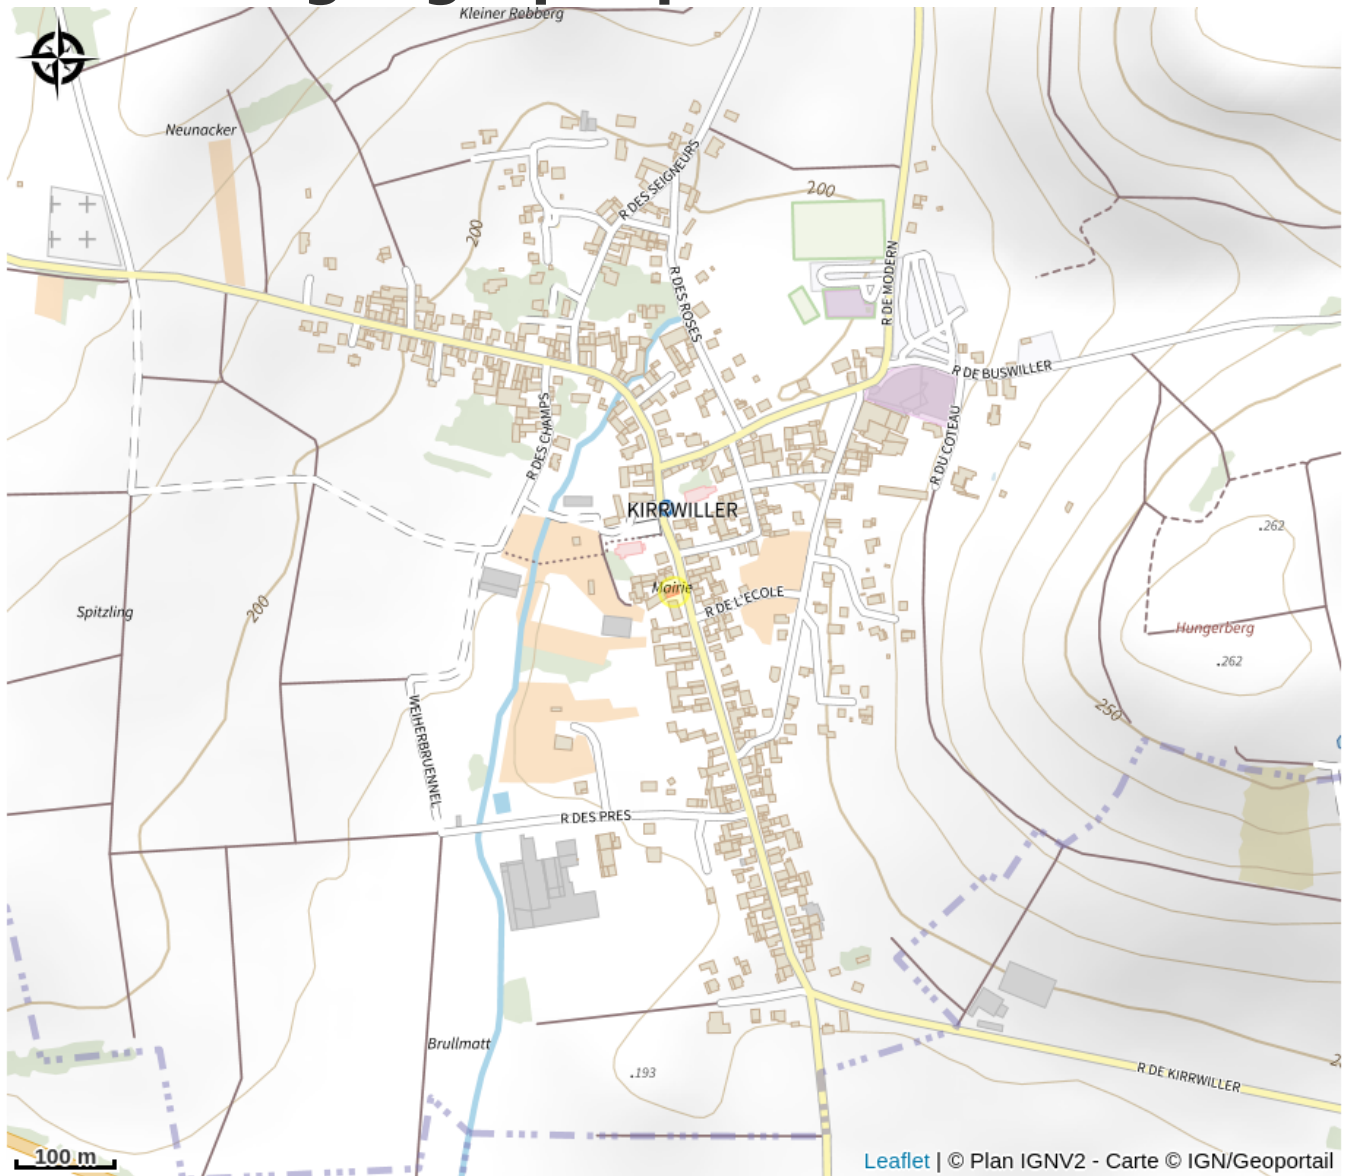 Kleiner Rebberg
Neunacker
R DES SEIGNEURS
200
200
R DE MODERN
R DES ROSES
R DE BUSWILLER
R DES CHAMPS
R DU COTEAU
KIRRWILLER
.262
Mairie
R DE L'ECOLE
200
Spitzling
Hungerberg
.262
250
WEIHERBRUENNEL
R DES PRES
Brullmatt
.193
R DE KIRRWILLER
100 m
Leaflet | © Plan IGNV2 - Carte © IGN/Geoportail